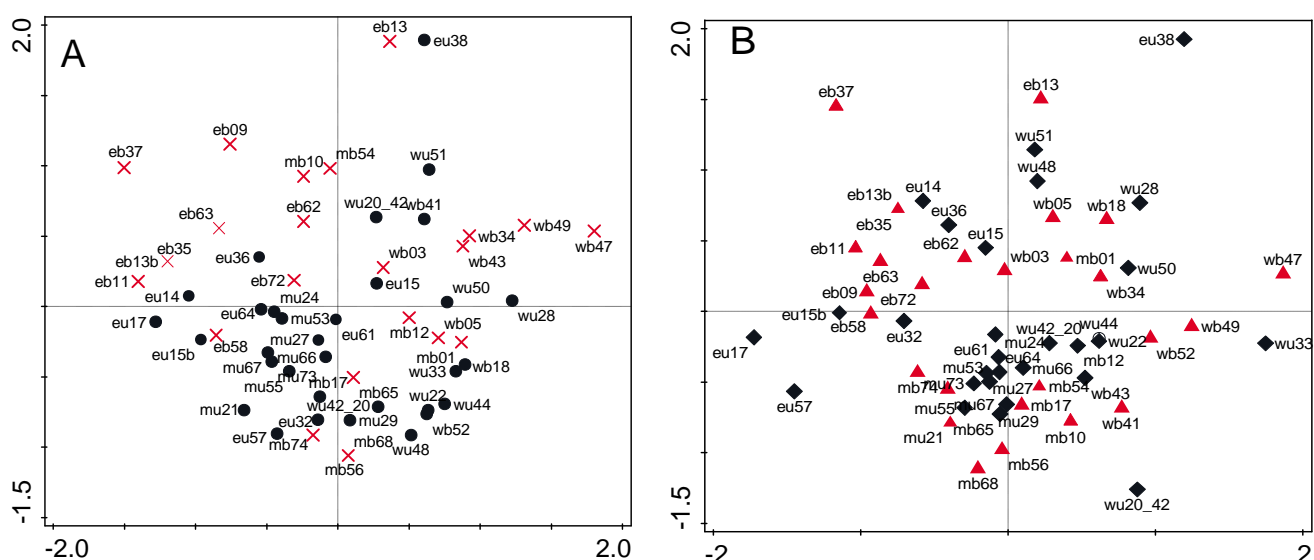 A
2.0
-1.5
-2.0
2.0
eb13
eu38
eb09
eb37
mb10
mb54
wu51
eb63
eb62
wu20_42
wb41
wb49
wb47
wb34
wb43
eb35
eb13b
eb11
eu36
wb03
eu14
eb72
eu15
wu50
wu28
eu17
eu64
mu24
mu53
eu61
mb12
wb05
eu15b
eb58
mu27
mu66
mu67
mu73
mu55
mb17
mb01
wu33
wb18
mb65
mu21
wu42_20
wu22
wu44
eu32
mu29
wb52
eu57
mb74
mb68
wu48
mb56
B
2.0
-1.5
-2
2
eu38
eb37
eb13
wu51
wu48
eb13b
eu14
wb05
wb18
wu28
eb35
eu36
eb11
eb62
eu15
wb03
mb01
wu50
wb47
eb63
wb34
eb09
eb72
eu15b
eb58
eu32
wu42_20
wu44
wb49
eu17
mu24
wu22
wb52
wu33
eu61
eu64
mb12
mu53
mu66
mb74
mu73
mu27
mb54
wb43
eu57
mu55
mu67
mb17
wb41
mu21
mb65
mu29
mb10
mb56
mb68
wu20_42